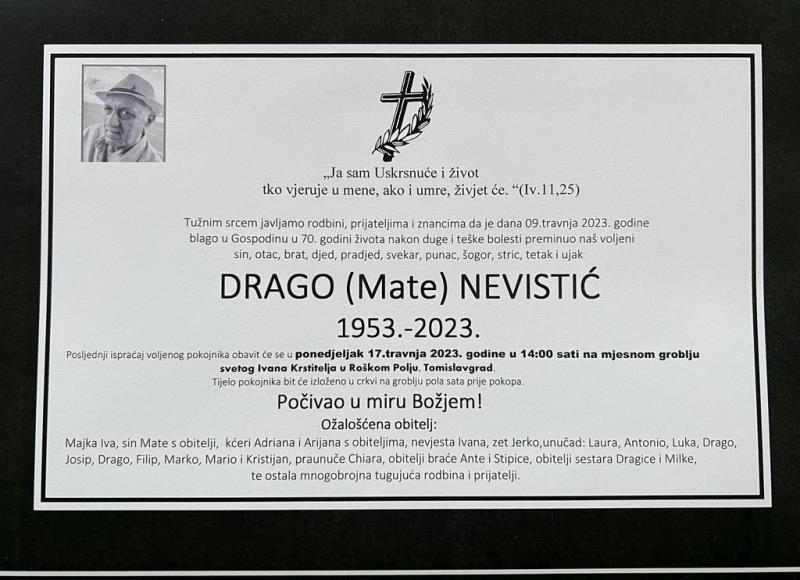 „Ja sam Uskrsnuće i život
tko vjeruje u mene, ako i umre, živjet će. “(Iv.11,25)
Tužnim srcem javljamo rodbini, prijateljima i znancima da je dana 09.travnja 2023. godine
blago u Gospodinu u 70. godini života nakon duge i teške bolesti preminuo naš voljeni
sin, otac, brat, djed, pradjed, svekar, punac, šogor, stric, tetak i ujak
DRAGO (Mate) NEVISTIĆ
1953.-2023.
Posljednji ispraćaj voljenog pokojnika obavit će se u ponedjeljak 17.travnja 2023. godine u 14:00 sati na mjesnom groblju
svetog Ivana Krstitelja u Roškom Polju, Tomislavgrad.
Tijelo pokojnika bit će izloženo u crkvi na groblju pola sata prije pokopa.
Počivao u miru Božjem!
Ožalošćena obitelj:
Majka Iva, sin Mate s obitelji, kćeri Adriana i Arijana s obiteljima, nevjesta Ivana, zet Jerko,unučad: Laura, Antonio, Luka, Drago,
Josip, Drago, Filip, Marko, Mario i Kristijan, praunuče Chiara, obitelji braće Ante i Stipice, obitelji sestara Dragice i Milke,
te ostala mnogobrojna tugujuća rodbina i prijatelji.